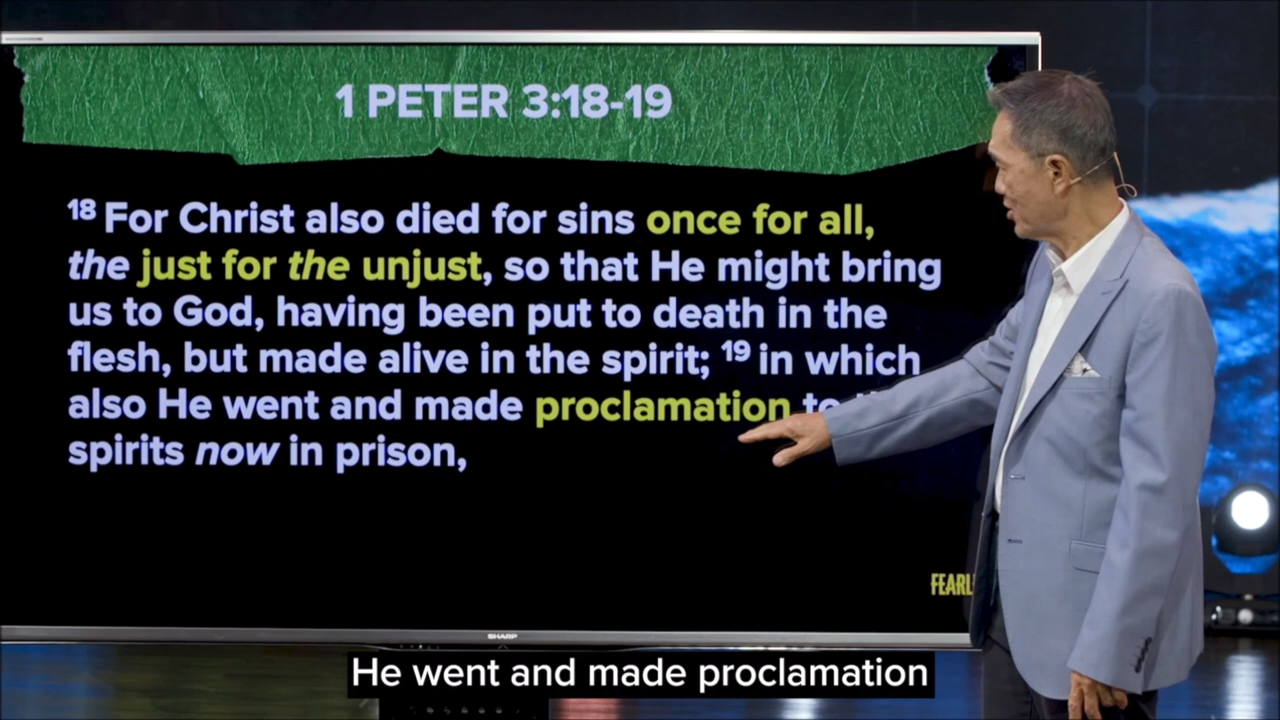 1 PETER 3:18-19
18 For Christ also died for sins once for all,
the just for the unjust, so that He might bring
us to God, having been put to death in the
flesh, but made alive in the spirit; 19 in which
also He went and made proclamation to
spirits now in prison,
FEARL
SHARP
He went and made proclamation